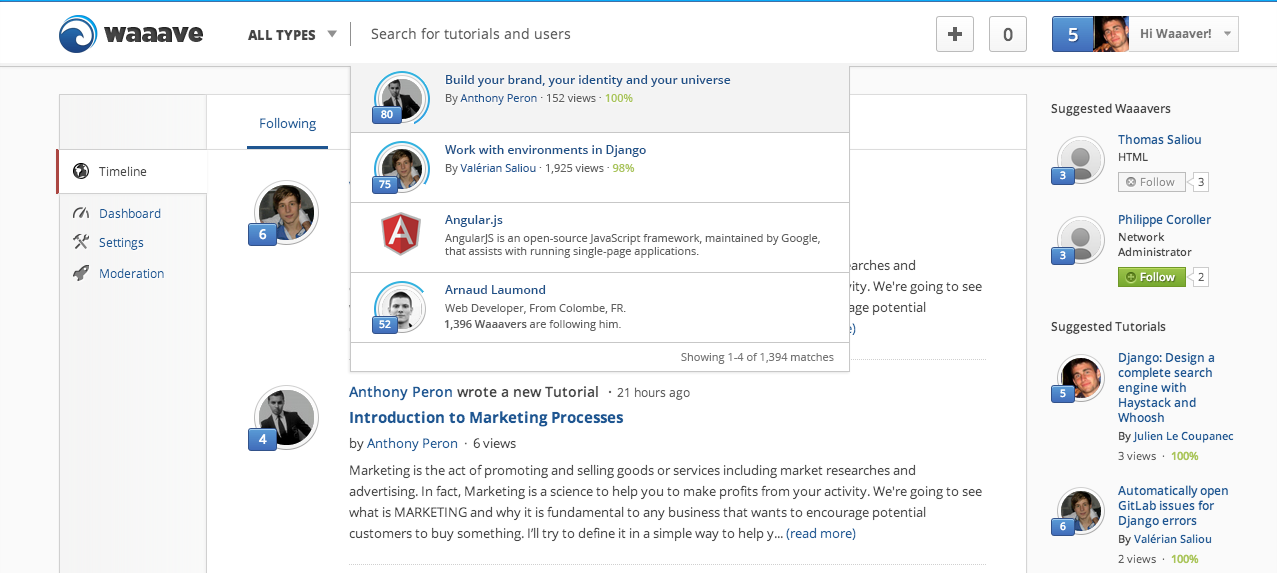 waaave
ALL TYPES
Search for tutorials and users
0
5
Hi Waaaver!
Build your brand, your identity and your universe
By Anthony Peron · 152 views · 100%
80
Work with environments in Django
By Valérian Saliou · 1,925 views · 98%
75
Angular.js
AngularJS is an open-source JavaScript framework, maintained by Google,
that assists with running single-page applications.
Arnaud Laumond
Web Developer, From Colombe, FR.
1,396 Waaavers are following him.
52
Showing 1-4 of 1,394 matches
Timeline
Dashboard
Settings
Moderation
Following
6
earches and
ivity. We're going to see
age potential
e)
Anthony Peron wrote a new Tutorial · 21 hours ago
Introduction to Marketing Processes
4
by Anthony Peron · 6 views
Marketing is the act of promoting and selling goods or services including market researches and
advertising. In fact, Marketing is a science to help you to make profits from your activity. We're going to see
what is MARKETING and why it is fundamental to any business that wants to encourage potential
customers to buy something. I'll try to define it in a simple way to help y... (read more)
Suggested Waaavers
Thomas Saliou
HTML
3
Follow
3
Philippe Coroller
Network
Administrator
3
Follow
2
Suggested Tutorials
Django: Design a
complete search
engine with
Haystack and
Whoosh
5
By Julien Le Coupanec
3 views · 100%
Automatically open
GitLab issues for
Django errors
6
By Valérian Saliou
2 views · 100%